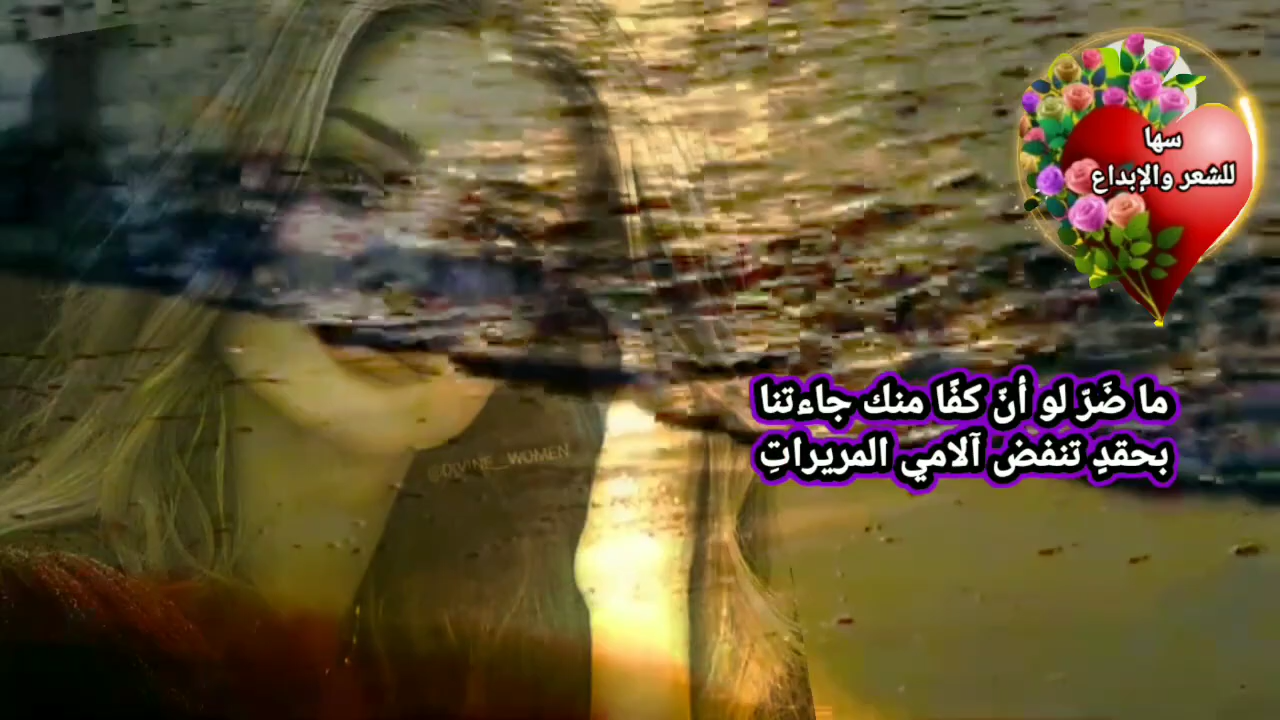 سها
للشعر والإبداع
ما ضَرّ لو أنّ كفًا منك جاءتنا
بحقدٍ تنفض آلامي المريراتِ
@DIVINE_WOMEN